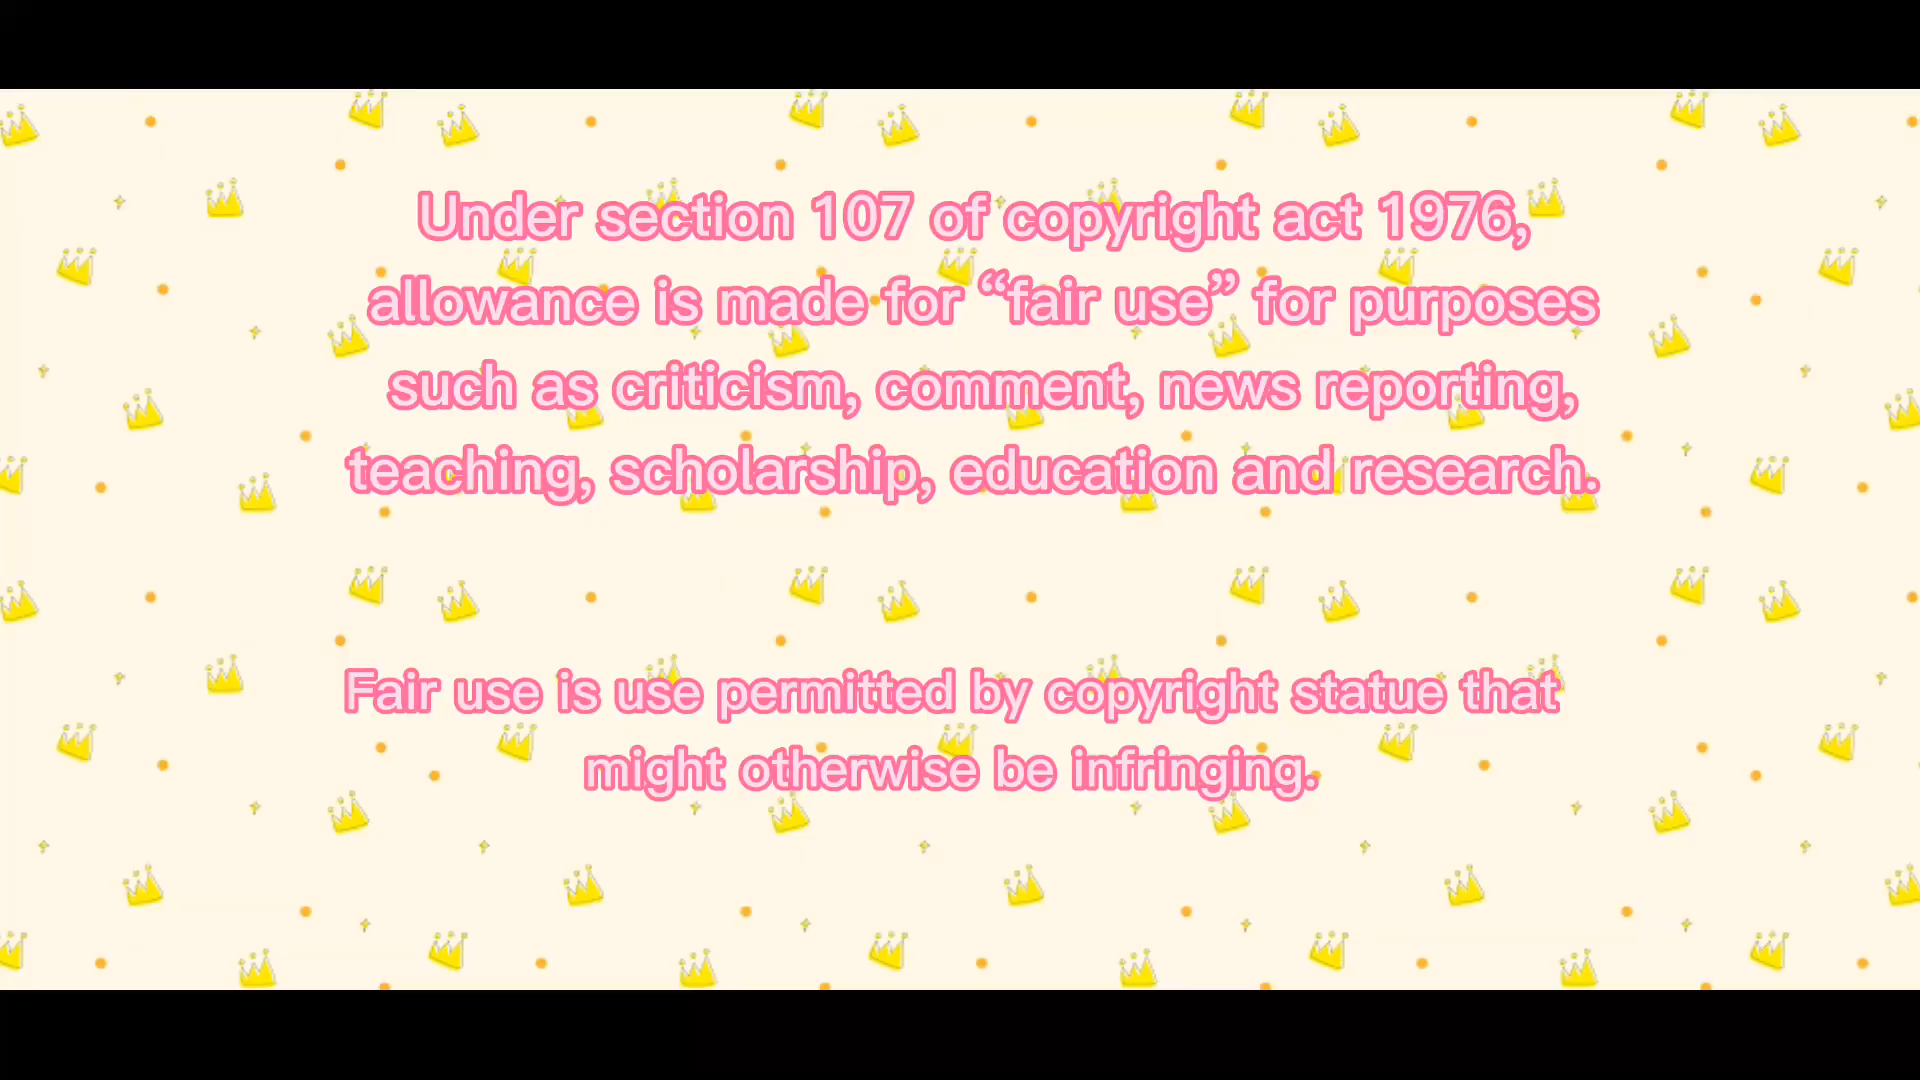 Under section 107 of copyright act 1976,
allowance is made for “fair use” for purposes
such as criticism, comment, news reporting,
teaching, scholarship, education and research.
Fair use is use permitted by copyright statue that
might otherwise be infringing.